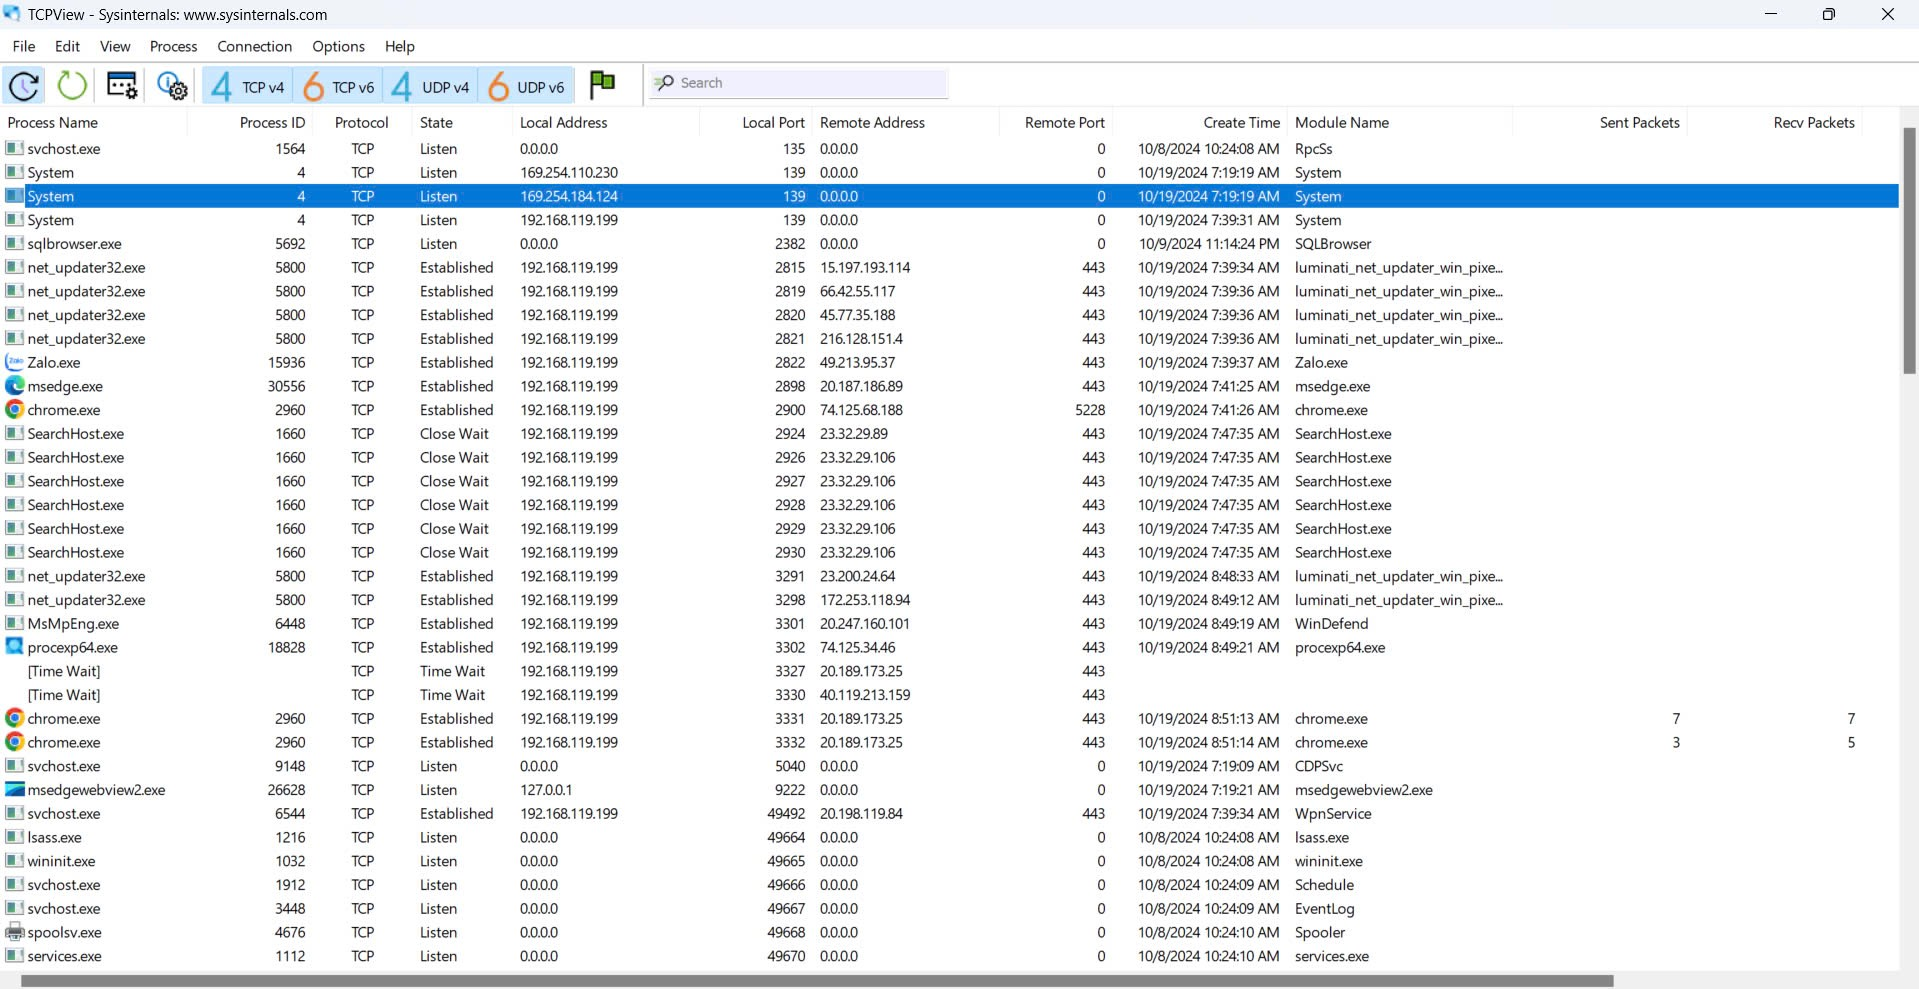 TCPView - Sysinternals: www.sysinternals.com
File Edit View Process Connection Options Help
4 TCP v4 6 TCP v6 4 UDP v4 6 UDP v6 Search
Process Name Process ID Protocol State Local Address Local Port Remote Address Remote Port Create Time Module Name Sent Packets Recv Packets
svchost.exe 1564 TCP Listen 0.0.0.0 135 0.0.0.0 0 10/8/2024 10:24:08 AM RpcSs
System 4 TCP Listen 169.254.110.230 139 0.0.0.0 0 10/19/2024 7:19:19 AM System
System 4 TCP Listen 169.254.184.124 139 0.0.0.0 0 10/19/2024 7:19:19 AM System
System 4 TCP Listen 192.168.119.199 139 0.0.0.0 0 10/19/2024 7:39:31 AM System
sqlbrowser.exe 5692 TCP Listen 0.0.0.0 2382 0.0.0.0 0 10/9/2024 11:14:24 PM SQLBrowser
net_updater32.exe 5800 TCP Established 192.168.119.199 2815 15.197.193.114 443 10/19/2024 7:39:34 AM luminati_net_updater_win_pixe...
net_updater32.exe 5800 TCP Established 192.168.119.199 2819 66.42.55.117 443 10/19/2024 7:39:36 AM luminati_net_updater_win_pixe...
net_updater32.exe 5800 TCP Established 192.168.119.199 2820 45.77.35.188 443 10/19/2024 7:39:36 AM luminati_net_updater_win_pixe...
net_updater32.exe 5800 TCP Established 192.168.119.199 2821 216.128.151.4 443 10/19/2024 7:39:36 AM luminati_net_updater_win_pixe...
Zalo Zalo.exe 15936 TCP Established 192.168.119.199 2822 49.213.95.37 443 10/19/2024 7:39:37 AM Zalo.exe
msedge.exe 30556 TCP Established 192.168.119.199 2898 20.187.186.89 443 10/19/2024 7:41:25 AM msedge.exe
chrome.exe 2960 TCP Established 192.168.119.199 2900 74.125.68.188 5228 10/19/2024 7:41:26 AM chrome.exe
SearchHost.exe 1660 TCP Close Wait 192.168.119.199 2924 23.32.29.89 443 10/19/2024 7:47:35 AM SearchHost.exe
SearchHost.exe 1660 TCP Close Wait 192.168.119.199 2926 23.32.29.106 443 10/19/2024 7:47:35 AM SearchHost.exe
SearchHost.exe 1660 TCP Close Wait 192.168.119.199 2927 23.32.29.106 443 10/19/2024 7:47:35 AM SearchHost.exe
SearchHost.exe 1660 TCP Close Wait 192.168.119.199 2928 23.32.29.106 443 10/19/2024 7:47:35 AM SearchHost.exe
SearchHost.exe 1660 TCP Close Wait 192.168.119.199 2929 23.32.29.106 443 10/19/2024 7:47:35 AM SearchHost.exe
SearchHost.exe 1660 TCP Close Wait 192.168.119.199 2930 23.32.29.106 443 10/19/2024 7:47:35 AM SearchHost.exe
net_updater32.exe 5800 TCP Established 192.168.119.199 3291 23.200.24.64 443 10/19/2024 8:48:33 AM luminati_net_updater_win_pixe...
net_updater32.exe 5800 TCP Established 192.168.119.199 3298 172.253.118.94 443 10/19/2024 8:49:12 AM luminati_net_updater_win_pixe...
MsMpEng.exe 6448 TCP Established 192.168.119.199 3301 20.247.160.101 443 10/19/2024 8:49:19 AM WinDefend
procexp64.exe 18828 TCP Established 192.168.119.199 3302 74.125.34.46 443 10/19/2024 8:49:21 AM procexp64.exe
[Time Wait] TCP Time Wait 192.168.119.199 3327 20.189.173.25 443
[Time Wait] TCP Time Wait 192.168.119.199 3330 40.119.213.159 443
chrome.exe 2960 TCP Established 192.168.119.199 3331 20.189.173.25 443 10/19/2024 8:51:13 AM chrome.exe 7 7
chrome.exe 2960 TCP Established 192.168.119.199 3332 20.189.173.25 443 10/19/2024 8:51:14 AM chrome.exe 3 5
svchost.exe 9148 TCP Listen 0.0.0.0 5040 0.0.0.0 0 10/19/2024 7:19:09 AM CDPSvc
msedgewebview2.exe 26628 TCP Listen 127.0.0.1 9222 0.0.0.0 0 10/19/2024 7:19:21 AM msedgewebview2.exe
svchost.exe 6544 TCP Established 192.168.119.199 49492 20.198.119.84 443 10/19/2024 7:39:34 AM WpnService
lsass.exe 1216 TCP Listen 0.0.0.0 49664 0.0.0.0 0 10/8/2024 10:24:08 AM lsass.exe
wininit.exe 1032 TCP Listen 0.0.0.0 49665 0.0.0.0 0 10/8/2024 10:24:08 AM wininit.exe
svchost.exe 1912 TCP Listen 0.0.0.0 49666 0.0.0.0 0 10/8/2024 10:24:09 AM Schedule
svchost.exe 3448 TCP Listen 0.0.0.0 49667 0.0.0.0 0 10/8/2024 10:24:09 AM EventLog
spoolsv.exe 4676 TCP Listen 0.0.0.0 49668 0.0.0.0 0 10/8/2024 10:24:10 AM Spooler
services.exe 1112 TCP Listen 0.0.0.0 49670 0.0.0.0 0 10/8/2024 10:24:10 AM services.exe